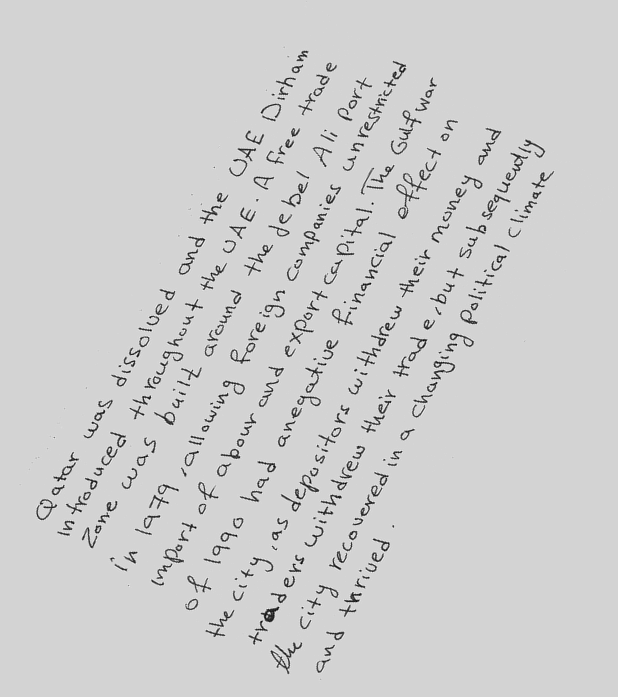 Qatar was dissolved and the UAE Dirham
introduced throughout the UAE. A free trade
Zone was built around the Jebel Ali Port
in 1979, allowing foreign companies unrestricted
import of abour and export capital. The Gulf war
of 1990 had anegative financial effect on
the city, as depositors withdrew their money and
traders withdrew their trade, but subsequently
the city recovered in a changing political climate
and thrived.